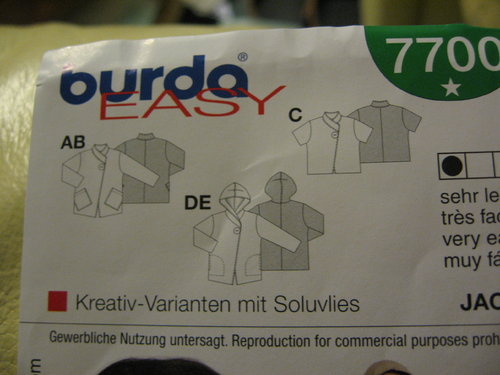 burda®
EASY
7700
AB
C
DE
sehr le
très fac
very ea
muy fá
Kreativ-Varianten mit Soluvlies
JAC
Gewerbliche Nutzung untersagt. Reproduction for commercial purposes proh
m